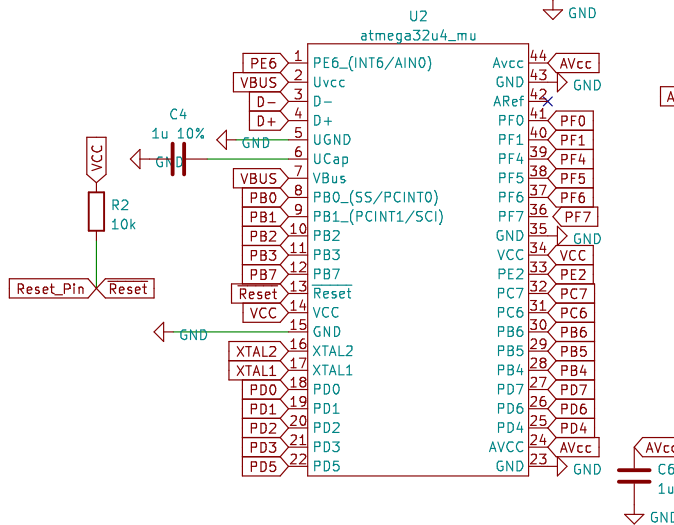 GND
U2
atmega32u4_mu
PE6 1 PE6_(INT6/AIN0) Avcc 44 AVcc
VBUS 2 Uvcc GND 43 GND
D- 3 D- ARef 42
D+ 4 D+ PF0 41 PF0
5 UGND PF1 40 PF1
C4
1u 10%
GND 6 UCap PF4 39 PF4
VBUS 7 VBus PF5 38 PF5
PB0 8 PB0_(SS/PCINT0) PF6 37 PF6
PB1 9 PB1_(PCINT1/SCI) PF7 36 PF7
PB2 10 PB2 GND 35 GND
PB3 11 PB3 VCC 34 VCC
PB7 12 PB7 PE2 33 PE2
Reset 13 Reset PC7 32 PC7
VCC 14 VCC PC6 31 PC6
GND 15 GND PB6 30 PB6
XTAL2 16 XTAL2 PB5 29 PB5
XTAL1 17 XTAL1 PB4 28 PB4
PD0 18 PD0 PD7 27 PD7
PD1 19 PD1 PD6 26 PD6
PD2 20 PD2 PD4 25 PD4
PD3 21 PD3 AVCC 24 AVcc
PD5 22 PD5 GND 23 GND
VCC
R2
10k
Reset_Pin Reset
A
AVcc
C6
1u
GND